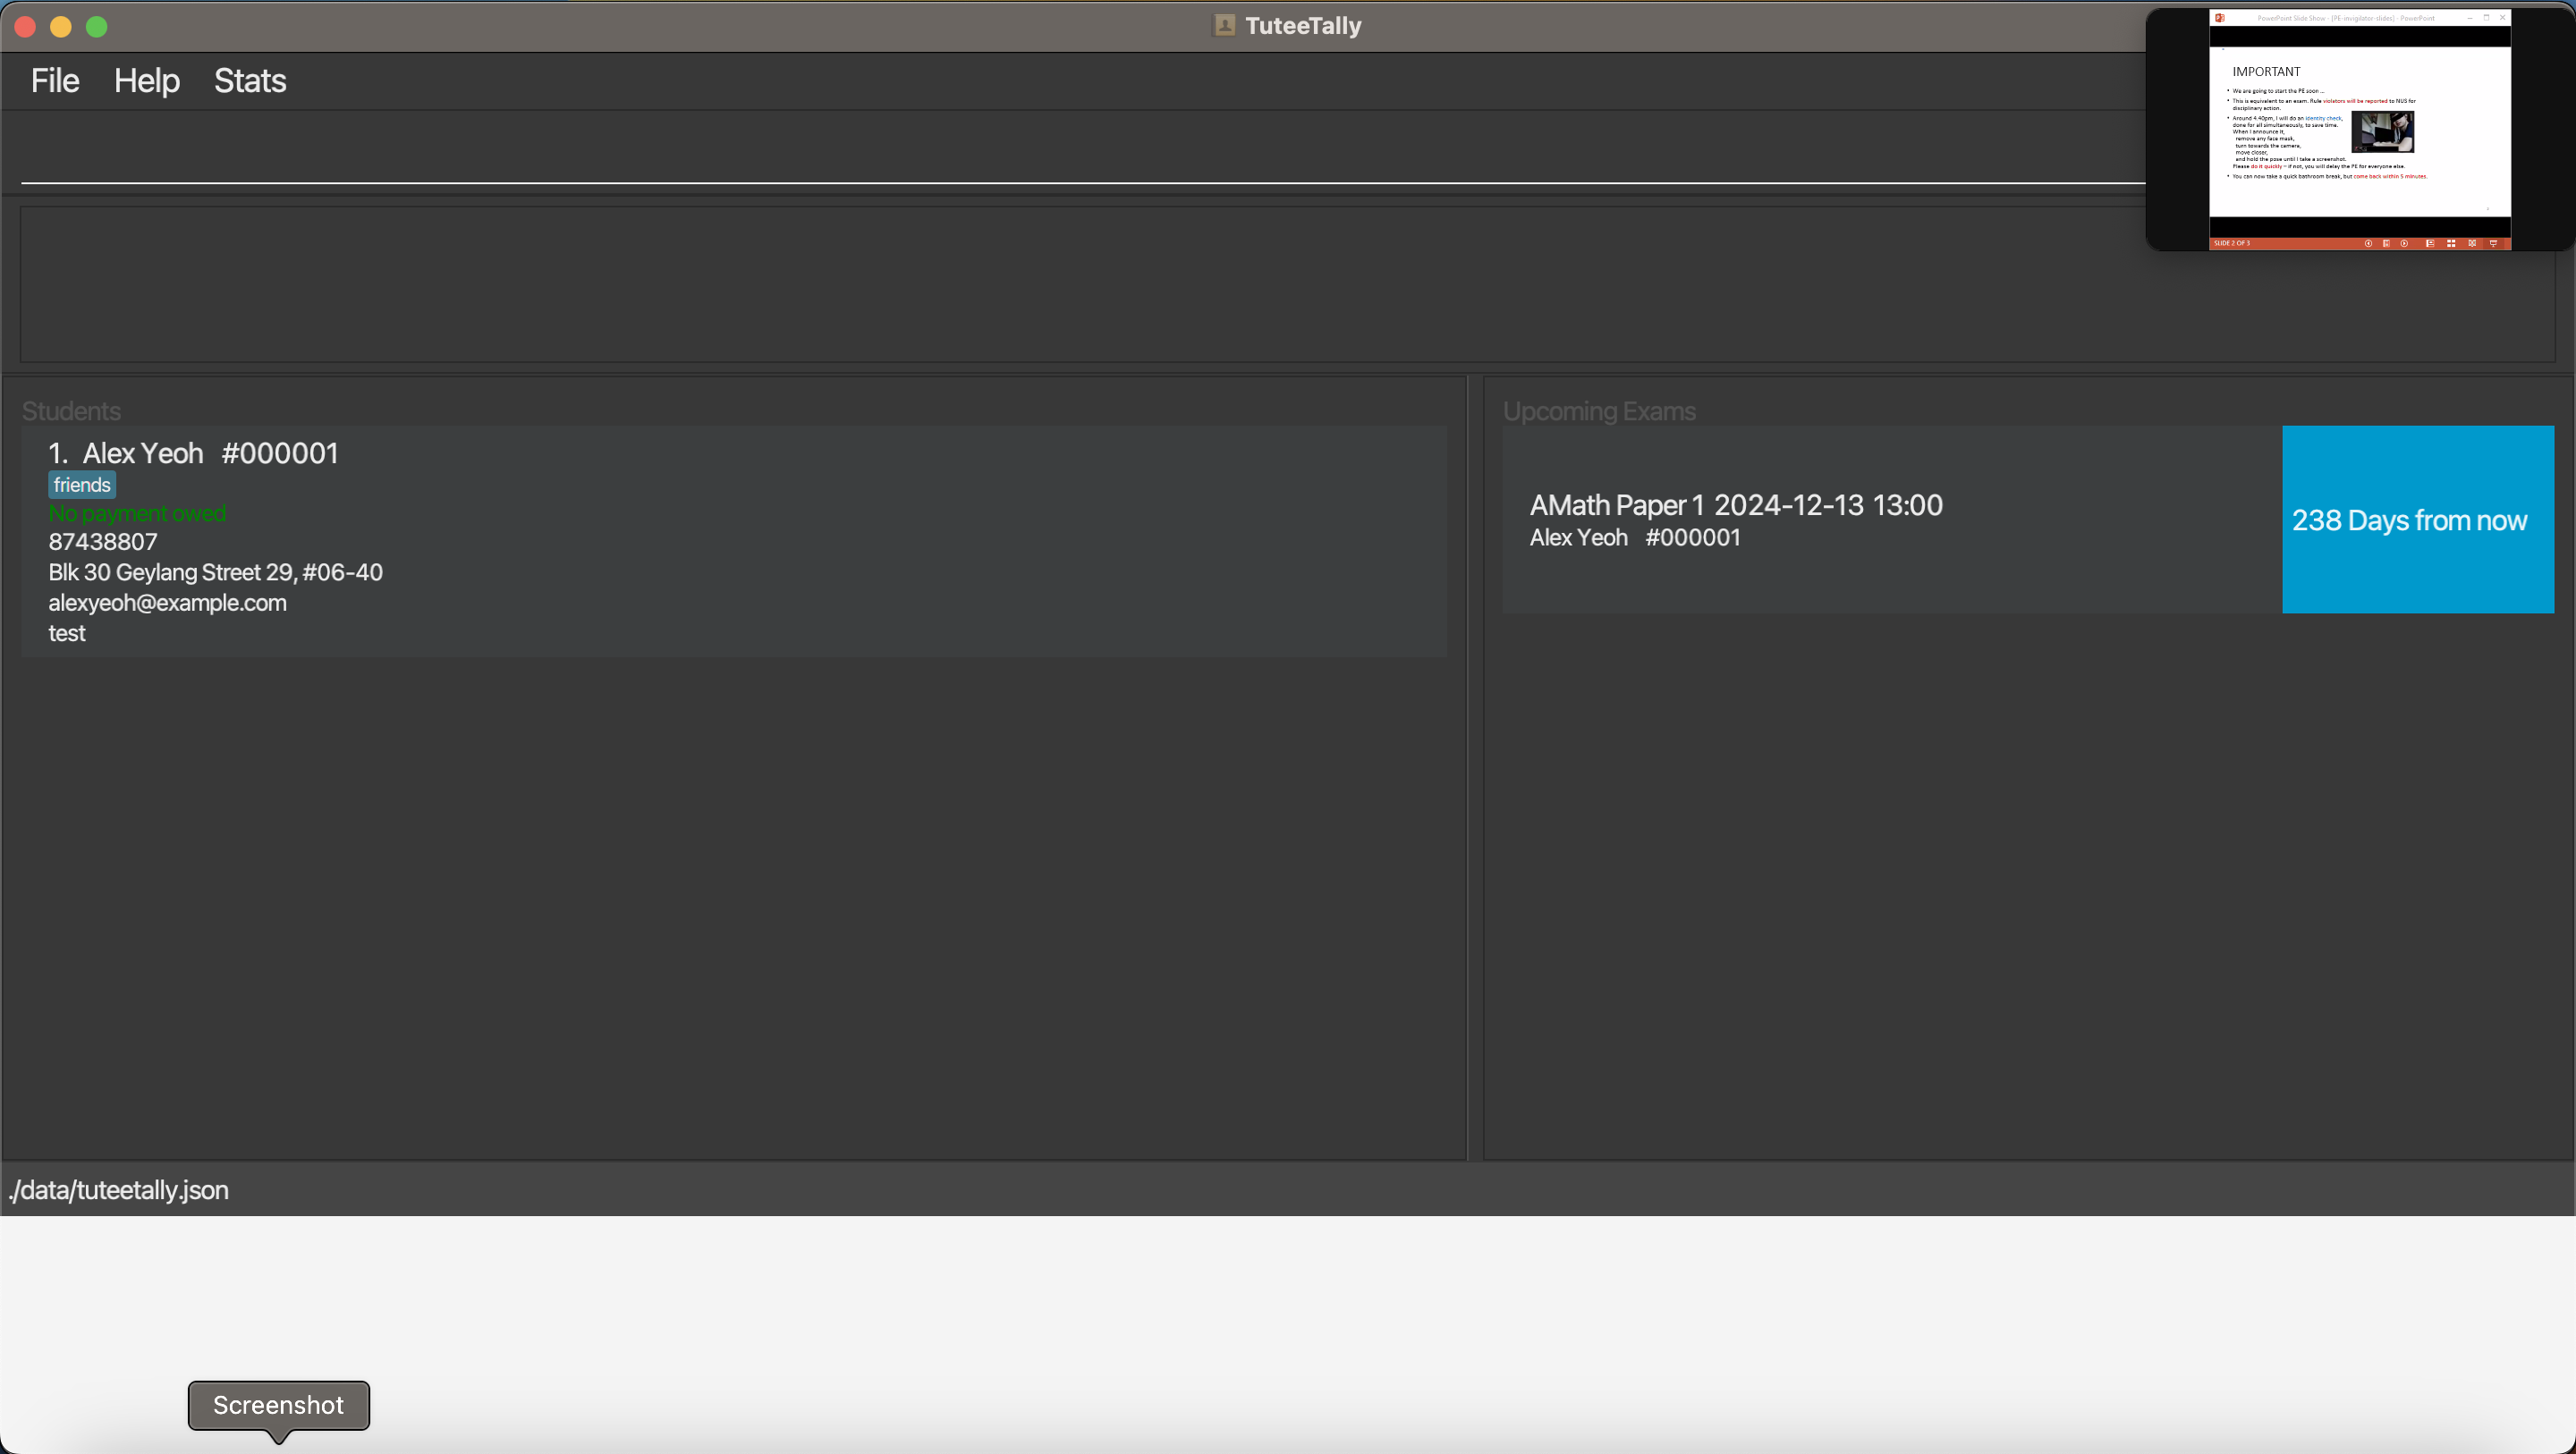 TuteeTally
File Help Stats
PowerPoint Slide Show - [PE-invigilator-slides] - PowerPoint
IMPORTANT
• We are going to start the PE soon ...
• This is equivalent to an exam. Rule violators will be reported to NUS for
disciplinary action.
• Around 4.40pm, I will do an identity check,
done for all simultaneously, to save time.
When I announce it,
remove any face mask,
turn towards the camera,
move closer,
and hold the pose until I take a screenshot.
Please do it quickly – if not, you will delay the PE for everyone else.
• You can now take a quick bathroom break, but come back within 5 minutes.
SLIDE 2 OF 3
Students
1. Alex Yeoh #000001
friends
No payment owed
87438807
Blk 30 Geylang Street 29, #06-40
alexyeoh@example.com
test
Upcoming Exams
AMath Paper 1 2024-12-13 13:00
Alex Yeoh #000001
238 Days from now
./data/tuteetally.json
Screenshot